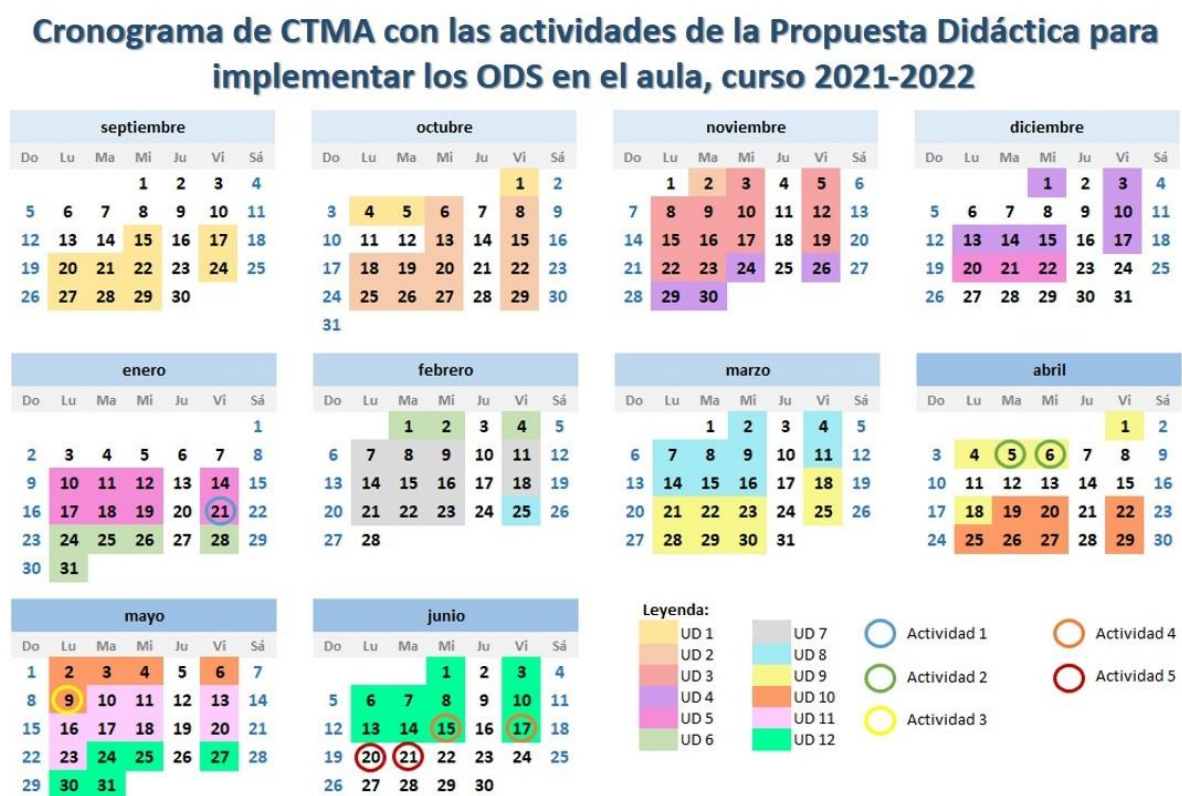 Cronograma de CTMA con las actividades de la Propuesta Didáctica para
implementar los ODS en el aula, curso 2021-2022
septiembre
Do Lu Ma Mi Ju Vi Sá
1 2 3 4
5 6 7 8 9 10 11
12 13 14 15 16 17 18
19 20 21 22 23 24 25
26 27 28 29 30
octubre
Do Lu Ma Mi Ju Vi Sá
1 2
3 4 5 6 7 8 9
10 11 12 13 14 15 16
17 18 19 20 21 22 23
24 25 26 27 28 29 30
31
noviembre
Do Lu Ma Mi Ju Vi Sá
1 2 3 4 5 6
7 8 9 10 11 12 13
14 15 16 17 18 19 20
21 22 23 24 25 26 27
28 29 30
diciembre
Do Lu Ma Mi Ju Vi Sá
1 2 3 4
5 6 7 8 9 10 11
12 13 14 15 16 17 18
19 20 21 22 23 24 25
26 27 28 29 30 31
enero
Do Lu Ma Mi Ju Vi Sá
1
2 3 4 5 6 7 8
9 10 11 12 13 14 15
16 17 18 19 20 21 22
23 24 25 26 27 28 29
30 31
febrero
Do Lu Ma Mi Ju Vi Sá
1 2 3 4 5
6 7 8 9 10 11 12
13 14 15 16 17 18 19
20 21 22 23 24 25 26
27 28
marzo
Do Lu Ma Mi Ju Vi Sá
1 2 3 4 5
6 7 8 9 10 11 12
13 14 15 16 17 18 19
20 21 22 23 24 25 26
27 28 29 30 31
abril
Do Lu Ma Mi Ju Vi Sá
1 2
3 4 5 6 7 8 9
10 11 12 13 14 15 16
17 18 19 20 21 22 23
24 25 26 27 28 29 30
mayo
Do Lu Ma Mi Ju Vi Sá
1 2 3 4 5 6 7
8 9 10 11 12 13 14
15 16 17 18 19 20 21
22 23 24 25 26 27 28
29 30 31
junio
Do Lu Ma Mi Ju Vi Sá
1 2 3 4
5 6 7 8 9 10 11
12 13 14 15 16 17 18
19 20 21 22 23 24 25
26 27 28 29 30
Leyenda:
UD 1
UD 2
UD 3
UD 4
UD 5
UD 6
UD 7
UD 8
UD 9
UD 10
UD 11
UD 12
Actividad 1
Actividad 2
Actividad 3
Actividad 4
Actividad 5